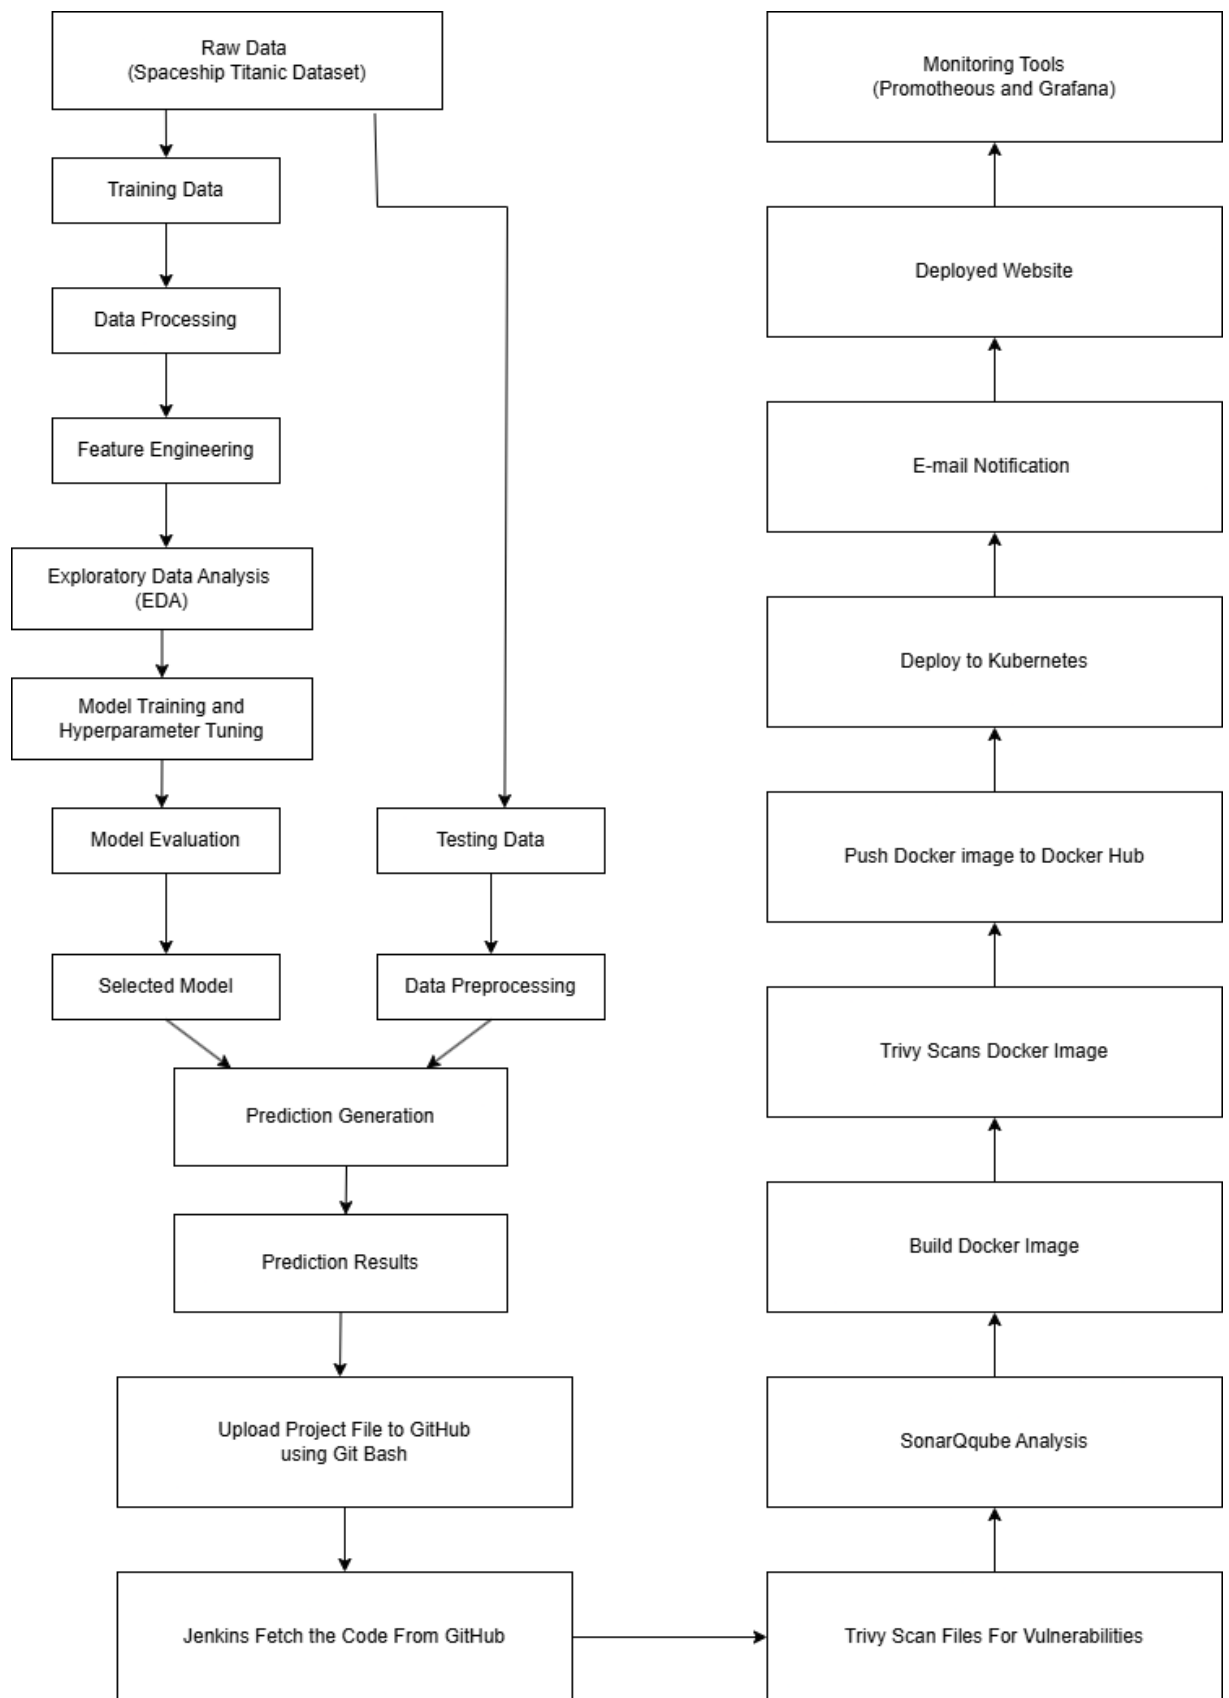 Raw Data
(Spaceship Titanic Dataset)
Training Data
Data Processing
Feature Engineering
Exploratory Data Analysis
(EDA)
Model Training and
Hyperparameter Tuning
Model Evaluation
Testing Data
Selected Model
Data Preprocessing
Prediction Generation
Prediction Results
Upload Project File to GitHub
using Git Bash
Jenkins Fetch the Code From GitHub
Trivy Scan Files For Vulnerabilities
SonarQqube Analysis
Build Docker Image
Trivy Scans Docker Image
Push Docker image to Docker Hub
Deploy to Kubernetes
E-mail Notification
Deployed Website
Monitoring Tools
(Promotheous and Grafana)